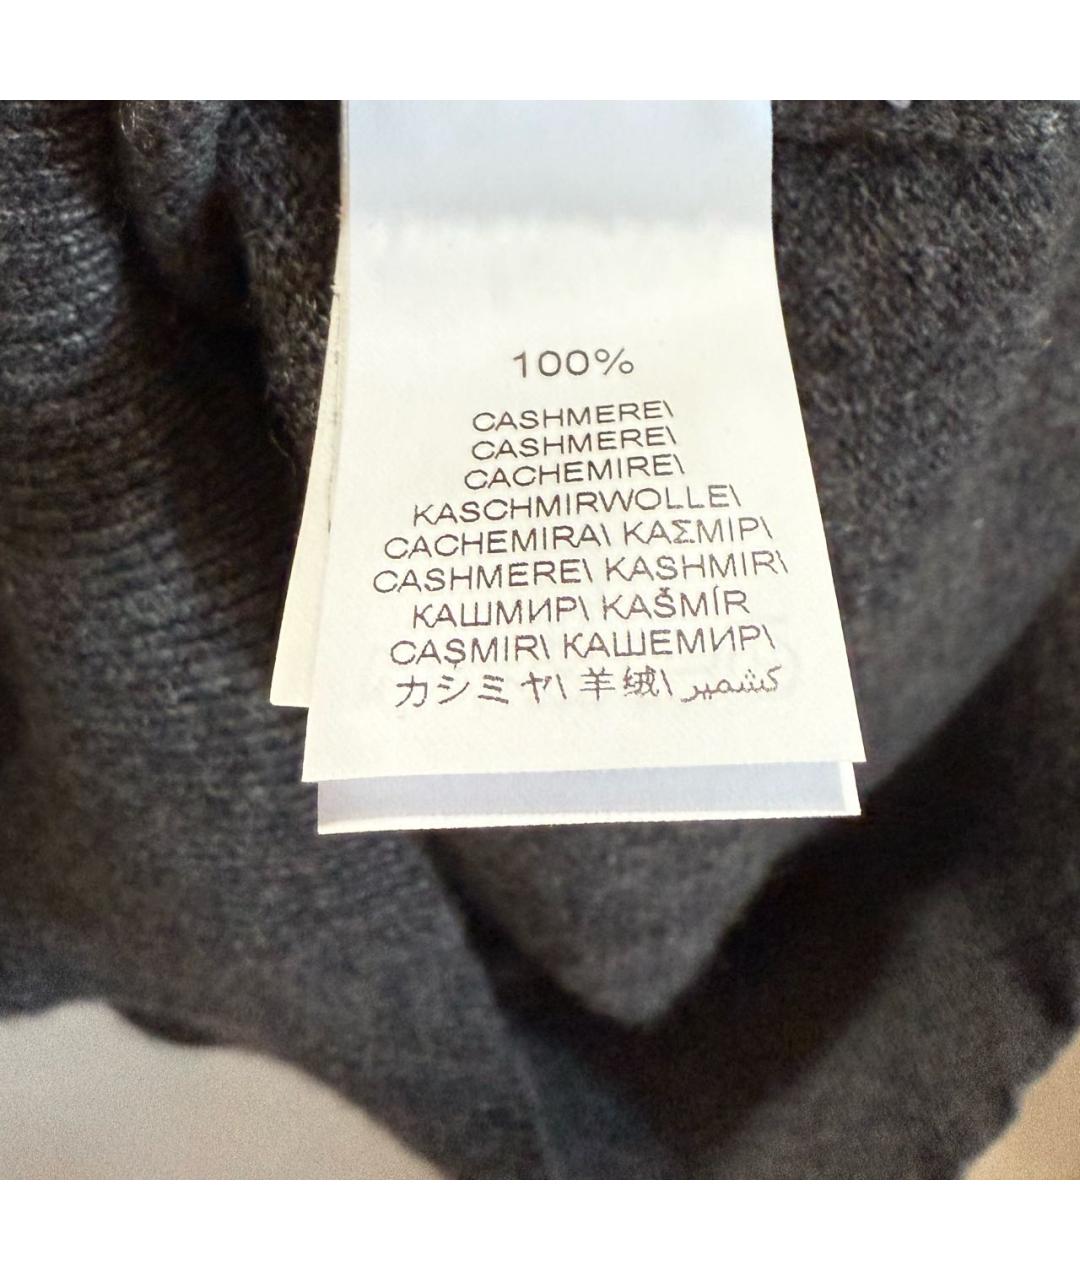 100%
CASHMERE\
CASHMERE\
CACHEMIRE\
KASCHMIRWOLLE\
CACHEMIRA\ ΚΑΣΜΙΡ\
CASHMERE\ KASHMIR\
КАШМИР\ KAŠMÍR
CAŞMIR\ КАШЕМИР\
カシミヤ\ 羊绒\ كشمير